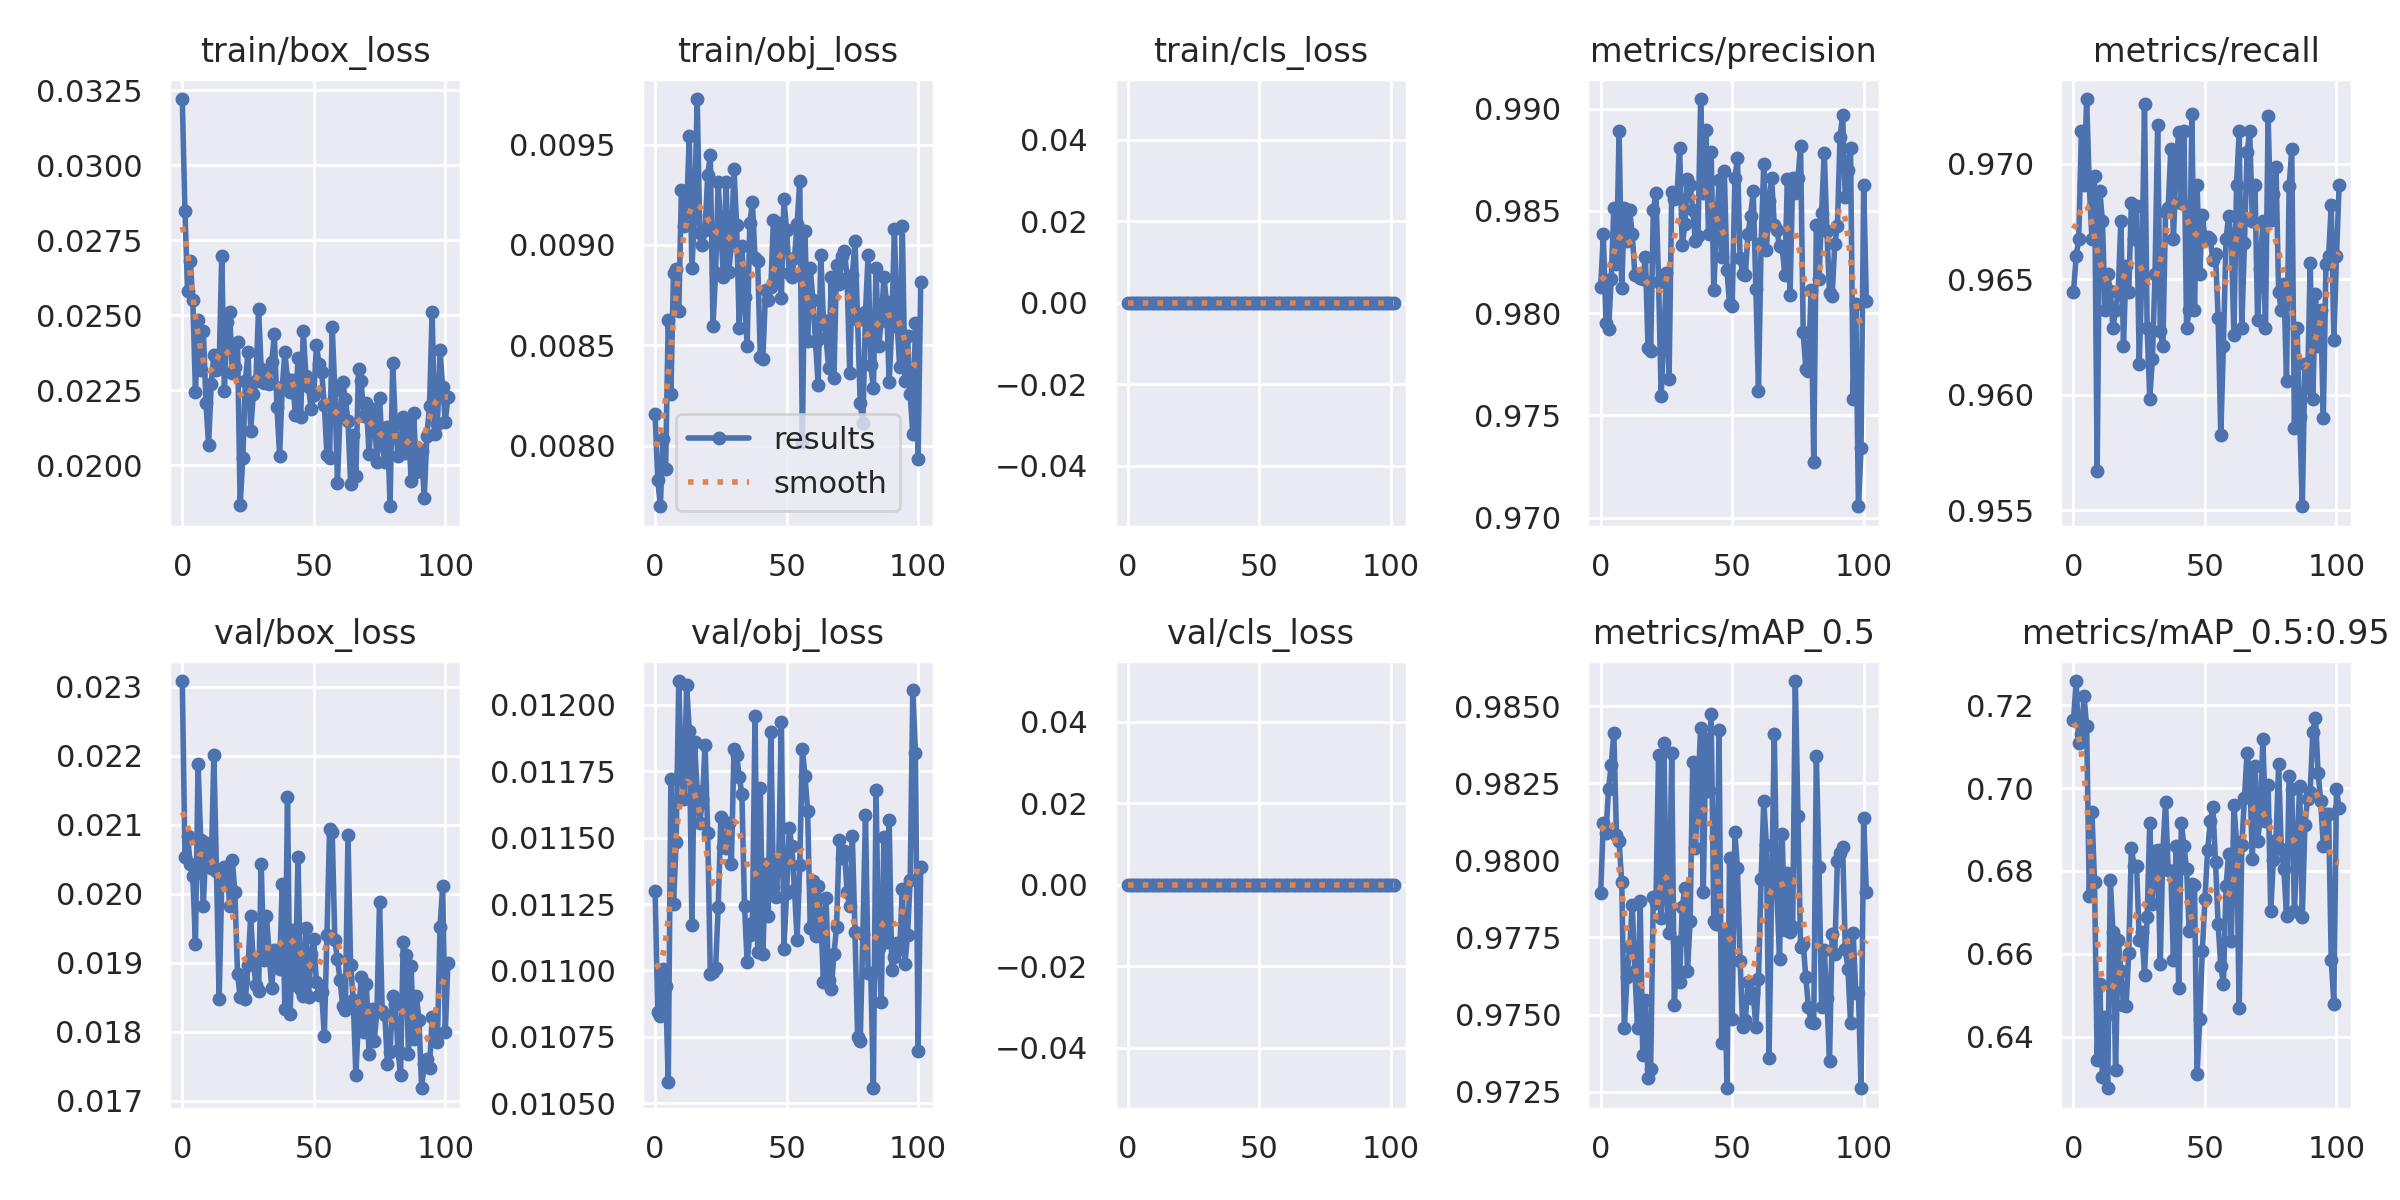 train/box_loss
train/obj_loss
train/cls_loss
metrics/precision
metrics/recall
0.0325
0.0300
0.0275
0.0250
0.0225
0.0200
0 50 100
0.0095
0.0090
0.0085
0.0080
results
smooth
0 50 100
0.04
0.02
0.00
−0.02
−0.04
0 50 100
0.990
0.985
0.980
0.975
0.970
0 50 100
0.970
0.965
0.960
0.955
0 50 100
val/box_loss
val/obj_loss
val/cls_loss
metrics/mAP_0.5
metrics/mAP_0.5:0.95
0.023
0.022
0.021
0.020
0.019
0.018
0.017
0 50 100
0.01200
0.01175
0.01150
0.01125
0.01100
0.01075
0.01050
0 50 100
0.04
0.02
0.00
−0.02
−0.04
0 50 100
0.9850
0.9825
0.9800
0.9775
0.9750
0.9725
0 50 100
0.72
0.70
0.68
0.66
0.64
0 50 100